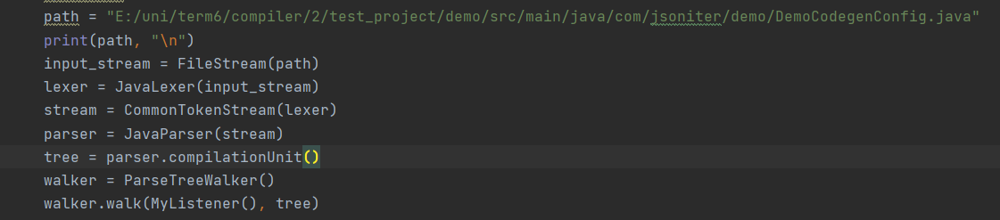 path = "E:/uni/term6/compiler/2/test_project/demo/src/main/java/com/jsoniter/demo/DemoCodegenConfig.java"
print(path, "\n")
input_stream = FileStream(path)
lexer = JavaLexer(input_stream)
stream = CommonTokenStream(lexer)
parser = JavaParser(stream)
tree = parser.compilationUnit()
walker = ParseTreeWalker()
walker.walk(MyListener(), tree)